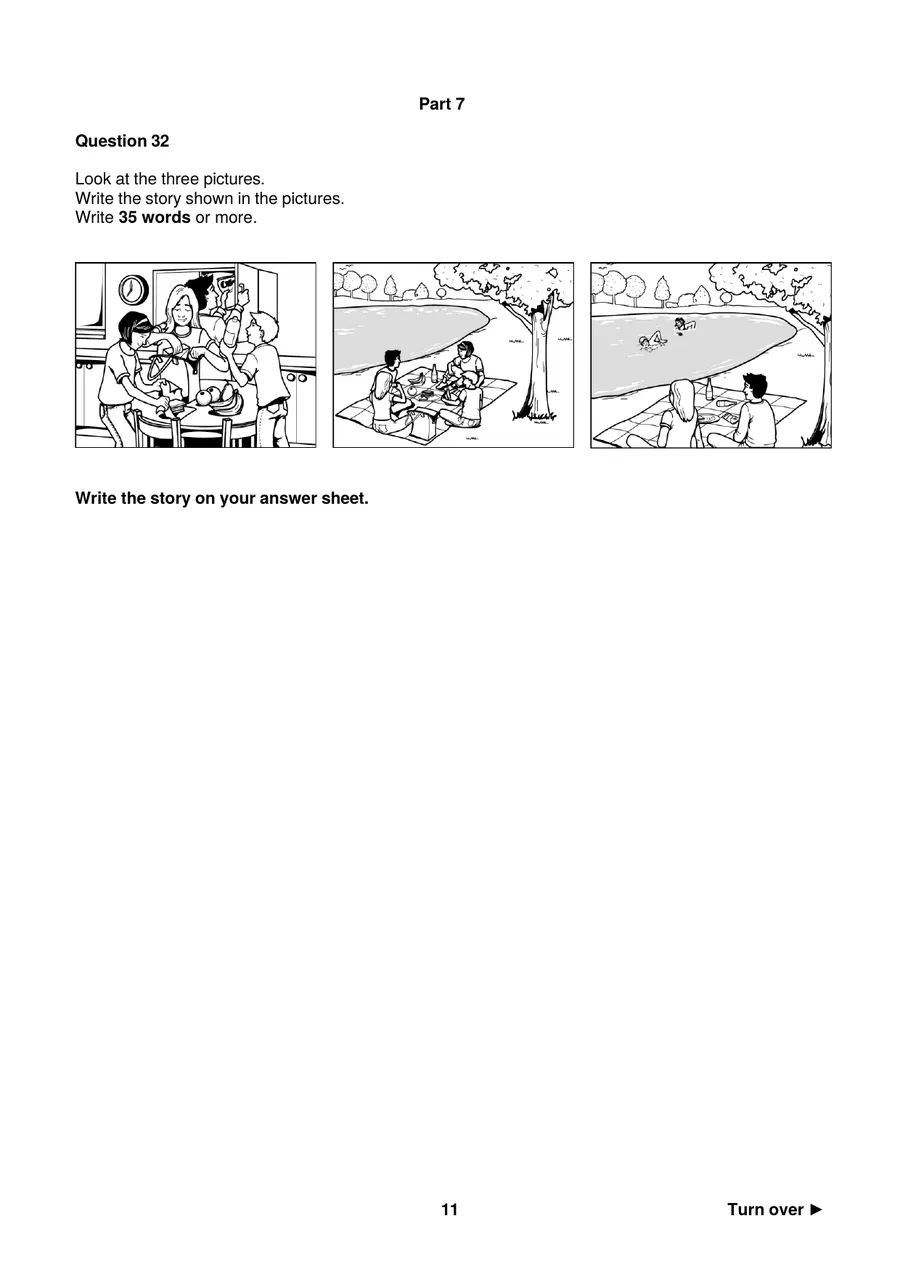 Part 7
Question 32
Look at the three pictures.
Write the story shown in the pictures.
Write 35 words or more.
Write the story on your answer sheet.
11
Turn over ►